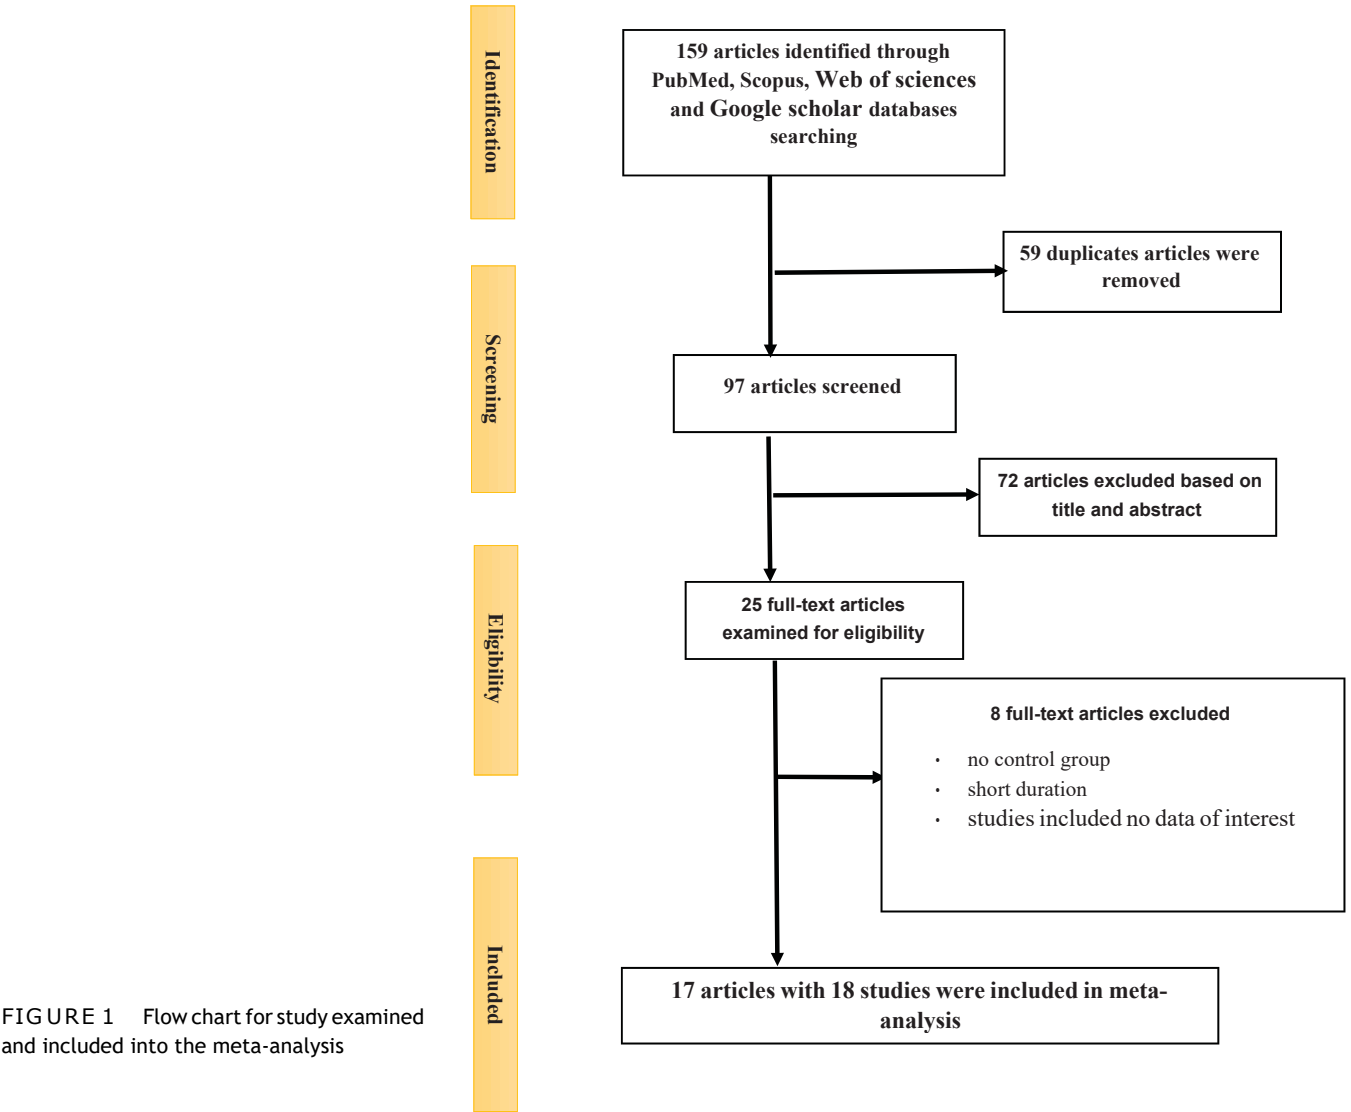 Identification
159 articles identified through
PubMed, Scopus, Web of sciences
and Google scholar databases
searching
59 duplicates articles were
removed
Screening
97 articles screened
72 articles excluded based on
title and abstract
Eligibility
25 full-text articles
examined for eligibility
8 full-text articles excluded
· no control group
· short duration
· studies included no data of interest
Included
17 articles with 18 studies were included in meta-
analysis
FIGURE 1 Flow chart for study examined
and included into the meta-analysis